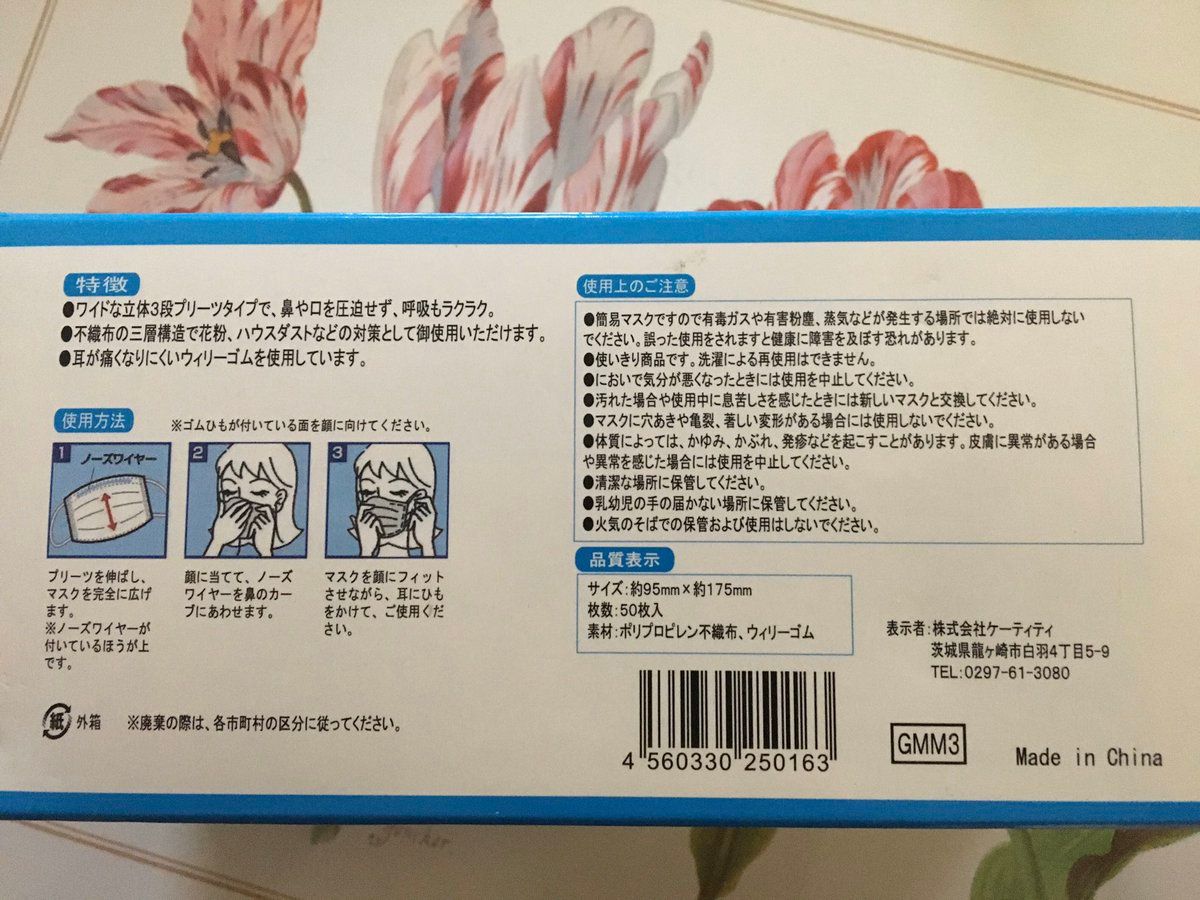 特徴
●ワイドな立体3段プリーツタイプで、鼻や口を圧迫せず、呼吸もラクラク。
●不織布の三層構造で花粉、ハウスダストなどの対策として御使用いただけます。
●耳が痛くなりにくいウィリーゴムを使用しています。
使用方法
※ゴムひもが付いている面を顔に向けてください。
1
ノーズワイヤー
2
3
プリーツを伸ばし、
マスクを完全に広げ
ます。
※ノーズワイヤーが
付いているほうが上
です。
顔に当てて、ノーズ
ワイヤーを鼻のカー
ブにあわせます。
マスクを顔にフィット
させながら、耳にひも
をかけて、ご使用くだ
さい。
紙 外箱 ※廃棄の際は、各市町村の区分に従ってください。
使用上のご注意
●簡易マスクですので有毒ガスや有害粉塵、蒸気などが発生する場所では絶対に使用しない
でください。誤った使用をされますと健康に障害を及ぼす恐れがあります。
●使いきり商品です。洗濯による再使用はできません。
●においで気分が悪くなったときには使用を中止してください。
●汚れた場合や使用中に息苦しさを感じたときには新しいマスクと交換してください。
●マスクに穴あきや亀裂、著しい変形がある場合には使用しないでください。
●体質によっては、かゆみ、かぶれ、発疹などを起こすことがあります。皮膚に異常がある場合
や異常を感じた場合には使用を中止してください。
●清潔な場所に保管してください。
●乳幼児の手の届かない場所に保管してください。
●火気のそばでの保管および使用はしないでください。
品質表示
サイズ:約95mm×約175mm
枚数:50枚入
素材:ポリプロピレン不織布、ウィリーゴム
表示者:株式会社ケーティティ
茨城県龍ヶ崎市白羽4丁目5-9
TEL:0297-61-3080
4 560330 250163
GMM3
Made in China